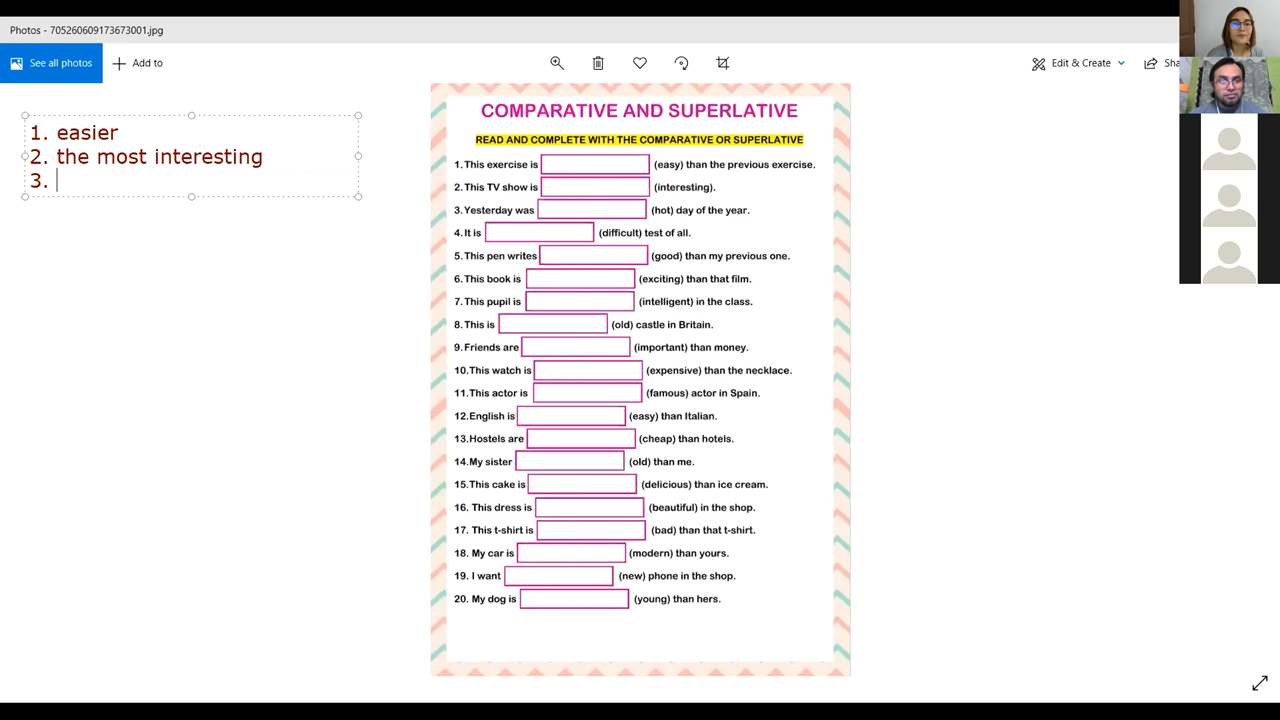 Photos - 705260609173673001.jpg
See all photos
Add to
Edit & Create
Sha
1. easier
2. the most interesting
3.
COMPARATIVE AND SUPERLATIVE
READ AND COMPLETE WITH THE COMPARATIVE OR SUPERLATIVE
1. This exercise is (easy) than the previous exercise.
2. This TV show is (interesting).
3. Yesterday was (hot) day of the year.
4. It is (difficult) test of all.
5. This pen writes (good) than my previous one.
6. This book is (exciting) than that film.
7. This pupil is (intelligent) in the class.
8. This is (old) castle in Britain.
9. Friends are (important) than money.
10. This watch is (expensive) than the necklace.
11. This actor is (famous) actor in Spain.
12. English is (easy) than Italian.
13. Hostels are (cheap) than hotels.
14. My sister (old) than me.
15. This cake is (delicious) than ice cream.
16. This dress is (beautiful) in the shop.
17. This t-shirt is (bad) than that t-shirt.
18. My car is (modern) than yours.
19. I want (new) phone in the shop.
20. My dog is (young) than hers.